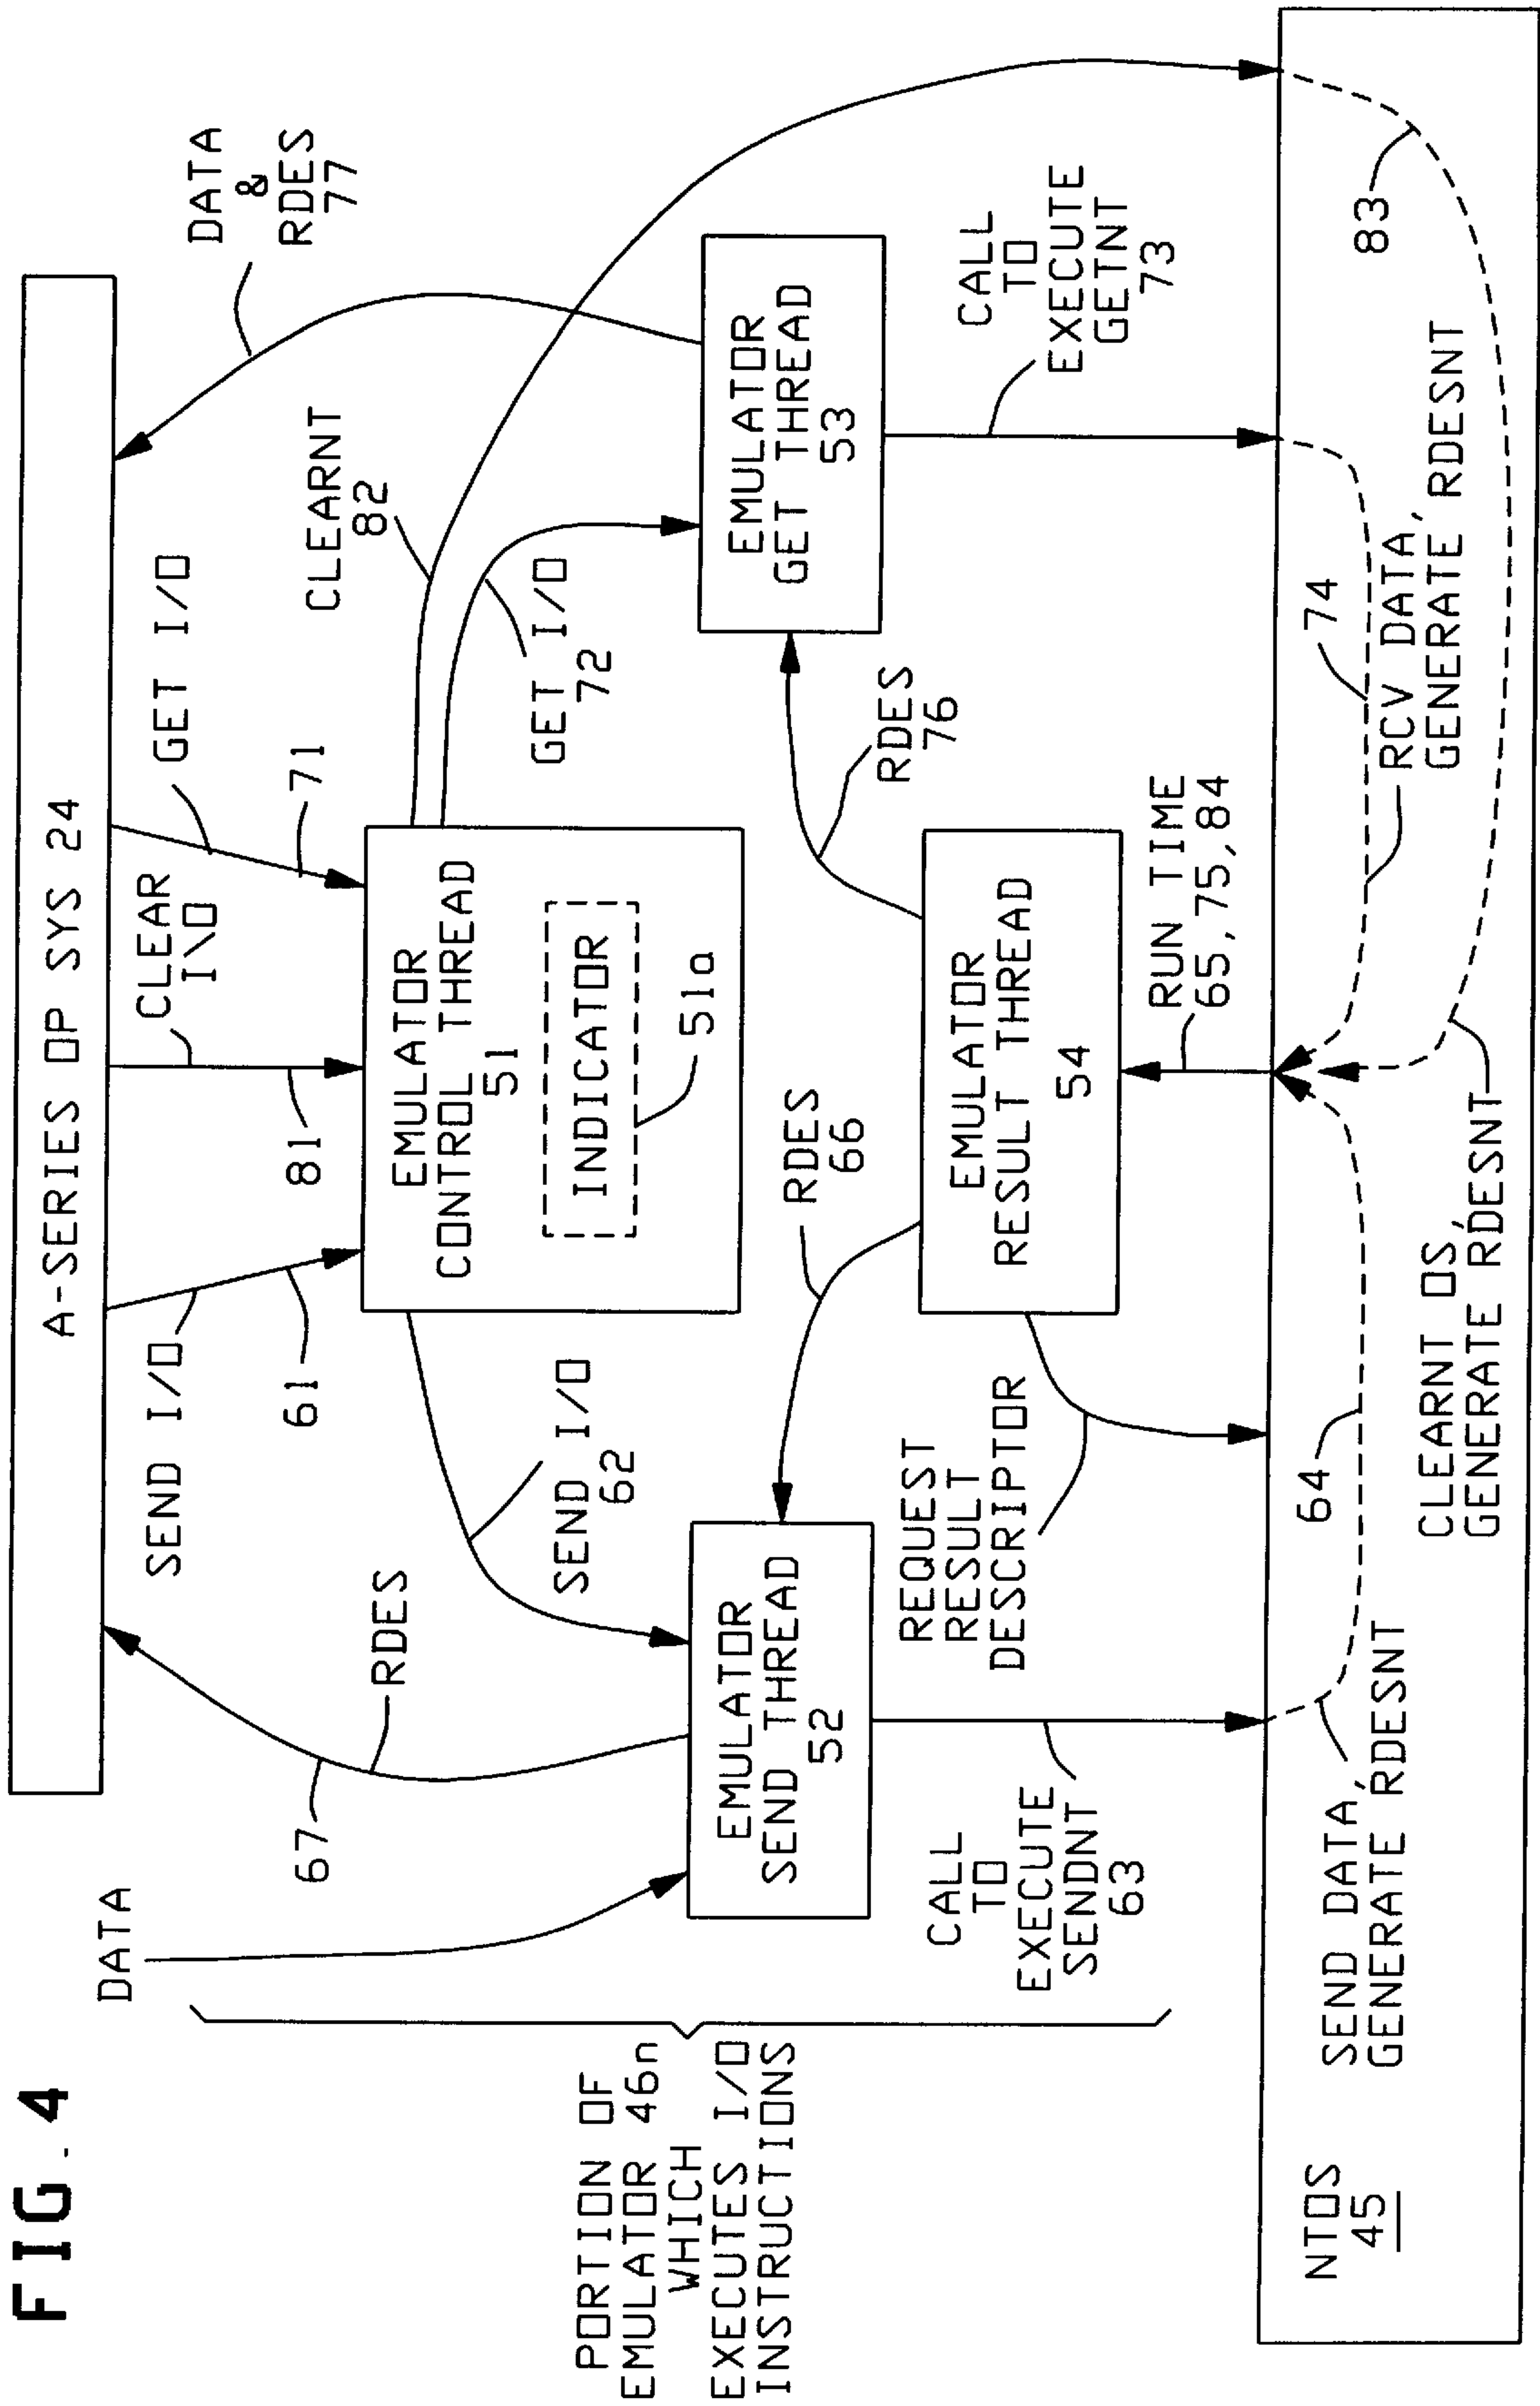 FIG. 4
A-SERIES OP SYS 24
DATA
67
RDES
SEND I/O
61
81
CLEAR
I\O
71
GET I/O
DATA
&
RDES
77
CLEARNT
82
PORTION OF
EMULATOR 46n
WHICH
EXECUTES I/O
INSTRUCTIONS
SEND I/O
62
EMULATOR
CONTROL THREAD
51
INDICATOR
51a
GET I/O
72
EMULATOR
SEND THREAD
52
RDES
66
RDES
76
EMULATOR
GET THREAD
53
CALL
TO
EXECUTE
SENDNT
63
REQUEST
RESULT
DESCRIPTOR
EMULATOR
RESULT THREAD
54
RUN TIME
65,75,84
CALL
TO
EXECUTE
GETNT
73
NTOS
45
SEND DATA,
GENERATE RDESNT
64
CLEARNT OS,
GENERATE RDESNT
74
RCV DATA,
GENERATE RDESNT
83